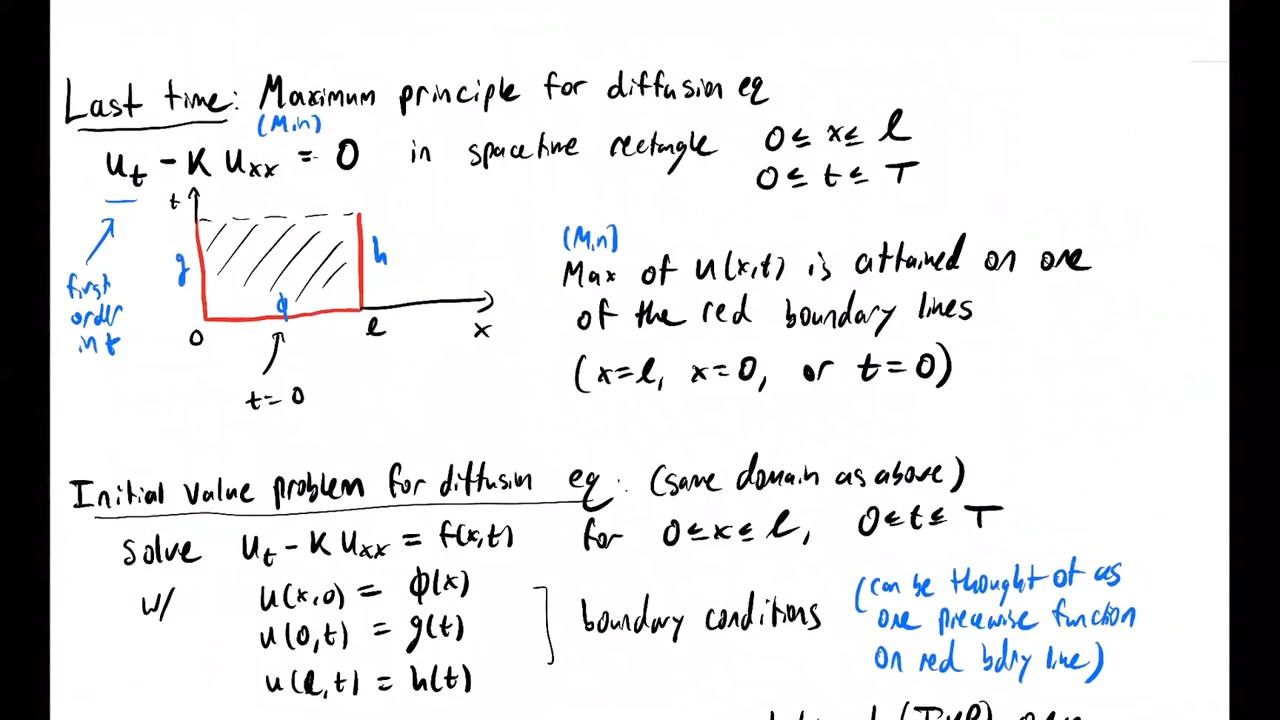 Last time: Maximum principle for diffusion eq
(Min)
u_t - K u_xx = 0 in spacetime rectangle 0 ≤ x ≤ l
0 ≤ t ≤ T
t
g
h
first
order
in t
ϕ
0
l
x
t = 0
(Min)
Max of u(x,t) is attained on one
of the red boundary lines
(x=l, x=0, or t=0)
Initial value problem for diffusion eq: (same domain as above)
solve u_t - K u_xx = f(x,t) for 0 ≤ x ≤ l, 0 ≤ t ≤ T
w/ u(x,0) = ϕ(x)
u(0,t) = g(t)
u(l,t) = h(t)
boundary conditions
(can be thought of as
one piecewise function
on red bdry line)